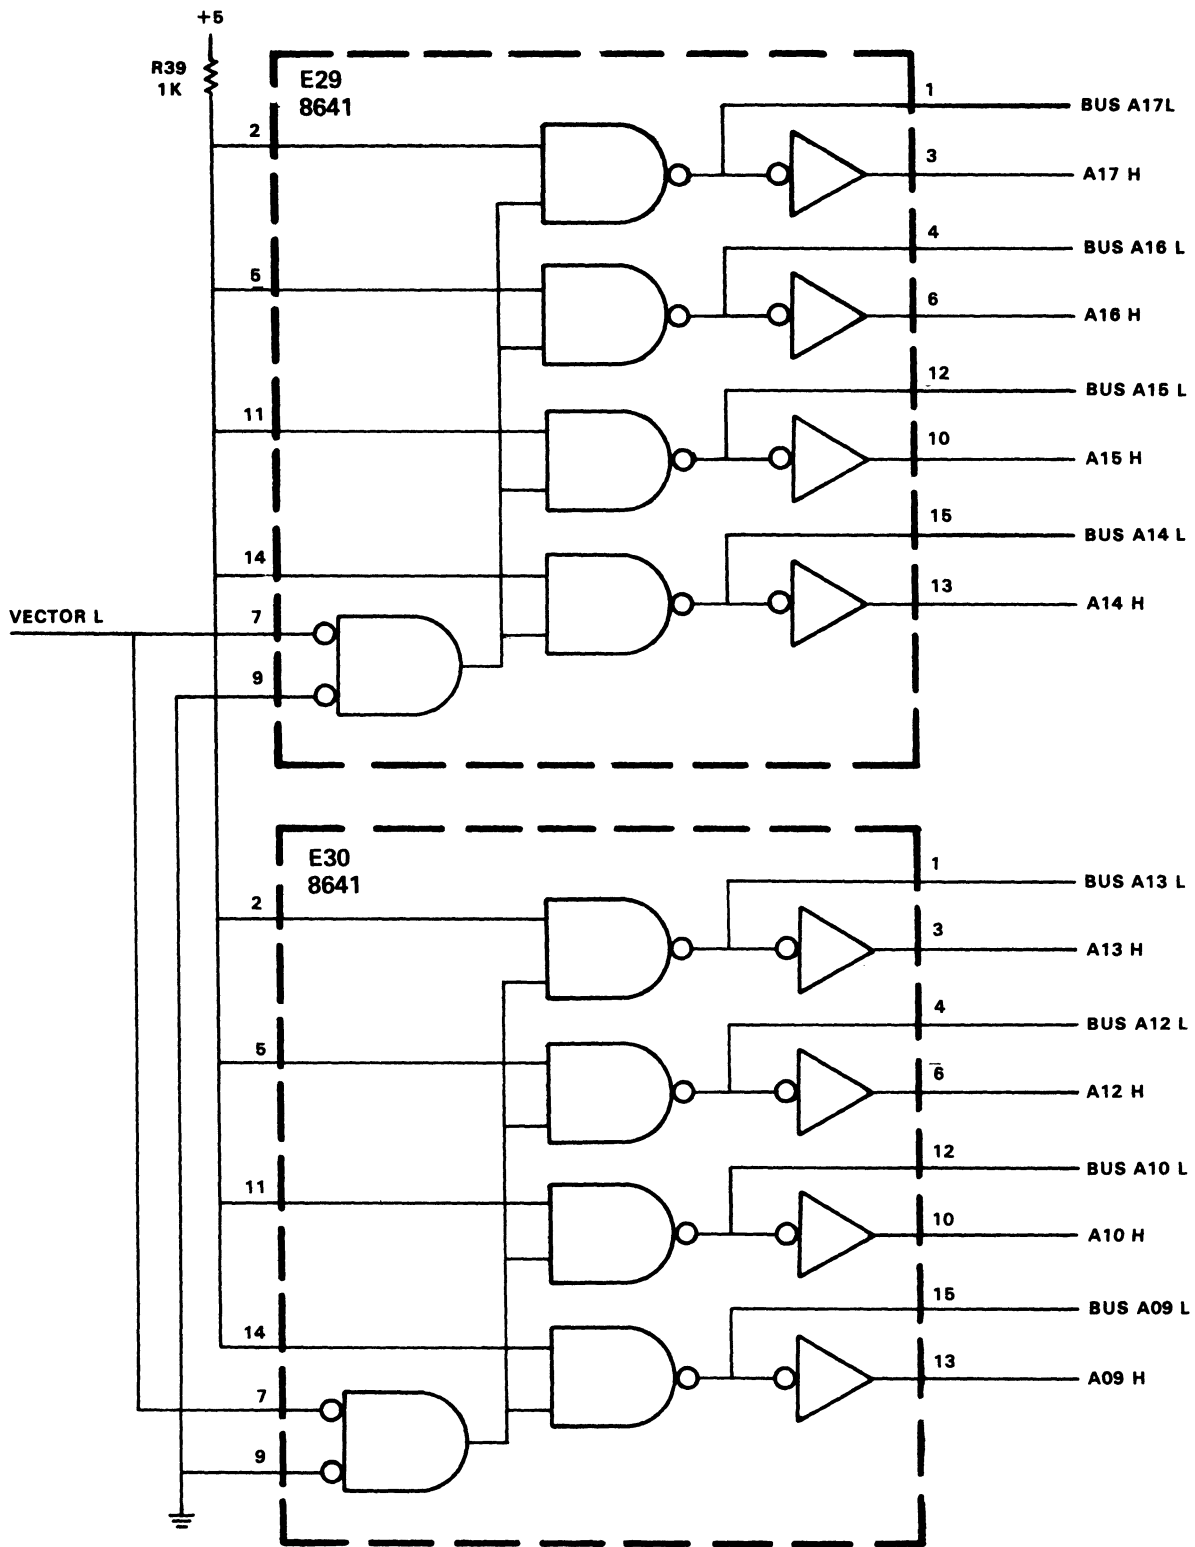 +5
R39
1K
E29
8641
2
1
BUS A17L
3
A17 H
5
4
BUS A16 L
6
A16 H
11
12
BUS A15 L
10
A15 H
14
15
BUS A14 L
13
A14 H
VECTOR L
7
9
E30
8641
2
1
BUS A13 L
3
A13 H
5
4
BUS A12 L
6
A12 H
11
12
BUS A10 L
10
A10 H
14
15
BUS A09 L
13
A09 H
7
9